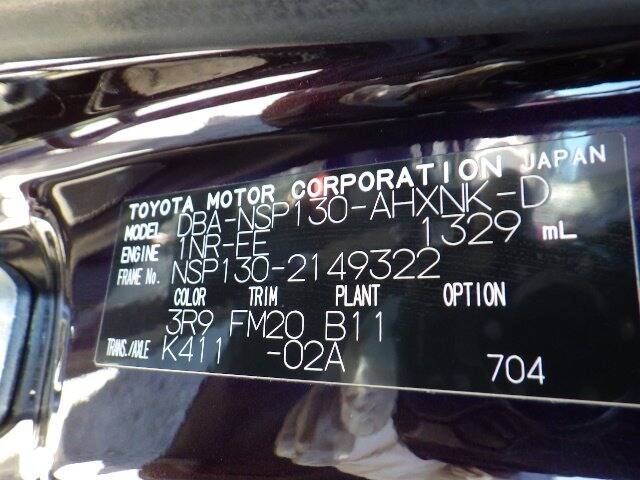 TOYOTA MOTOR CORPORATION JAPAN
MODEL DBA-NSP130-AHXNK-D
ENGINE 1NR-FE 1329 mL
FRAME No. NSP130-2149322
COLOR TRIM PLANT OPTION
3R9 FM20 B11
TRANS./AXLE K411 -02A
704